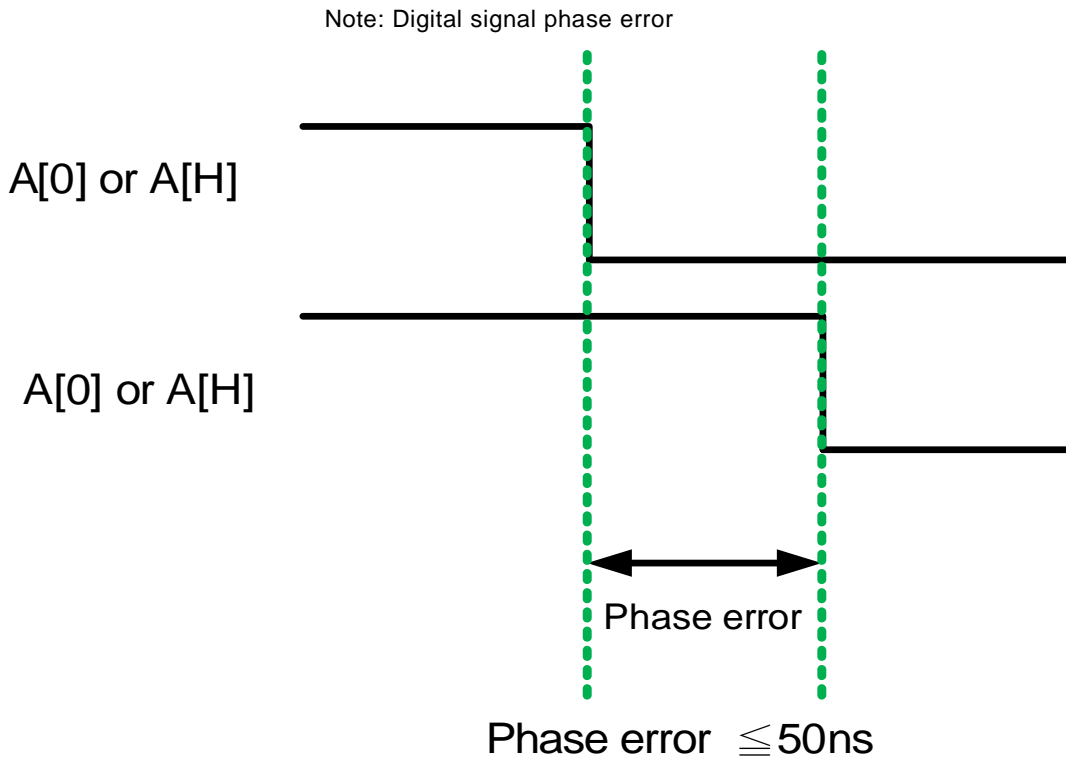 Note: Digital signal phase error
A[0] or A[H]
A[0] or A[H]
Phase error
Phase error ≦50ns